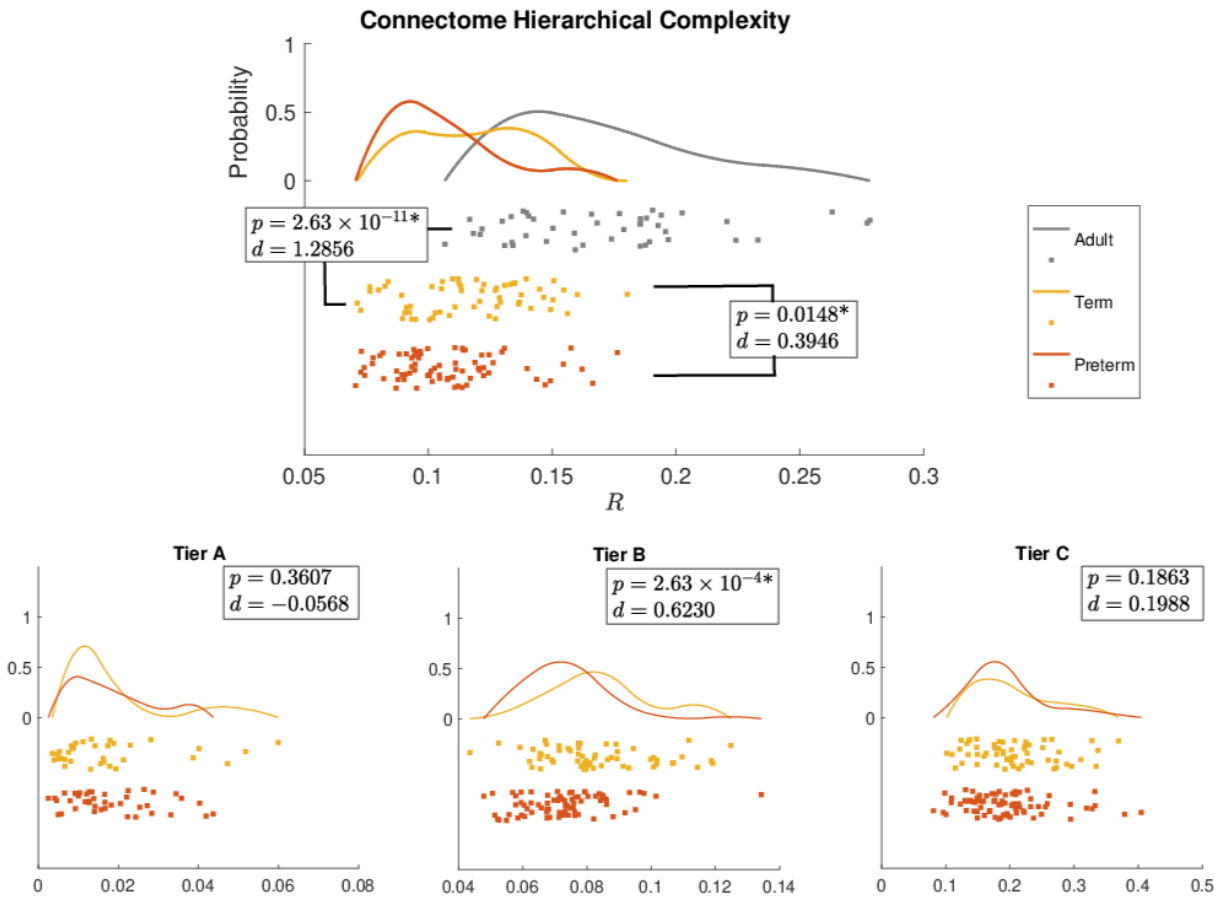 Connectome Hierarchical Complexity
Probability
1
0.5
0
p = 2.63 × 10⁻¹¹*
d = 1.2856
p = 0.0148*
d = 0.3946
Adult
Term
Preterm
0.05 0.1 0.15 0.2 0.25 0.3
R
Tier A
p = 0.3607
d = −0.0568
1
0.5
0
0 0.02 0.04 0.06 0.08
Tier B
p = 2.63 × 10⁻⁴*
d = 0.6230
1
0.5
0
0.04 0.06 0.08 0.1 0.12 0.14
Tier C
p = 0.1863
d = 0.1988
1
0.5
0
0 0.1 0.2 0.3 0.4 0.5